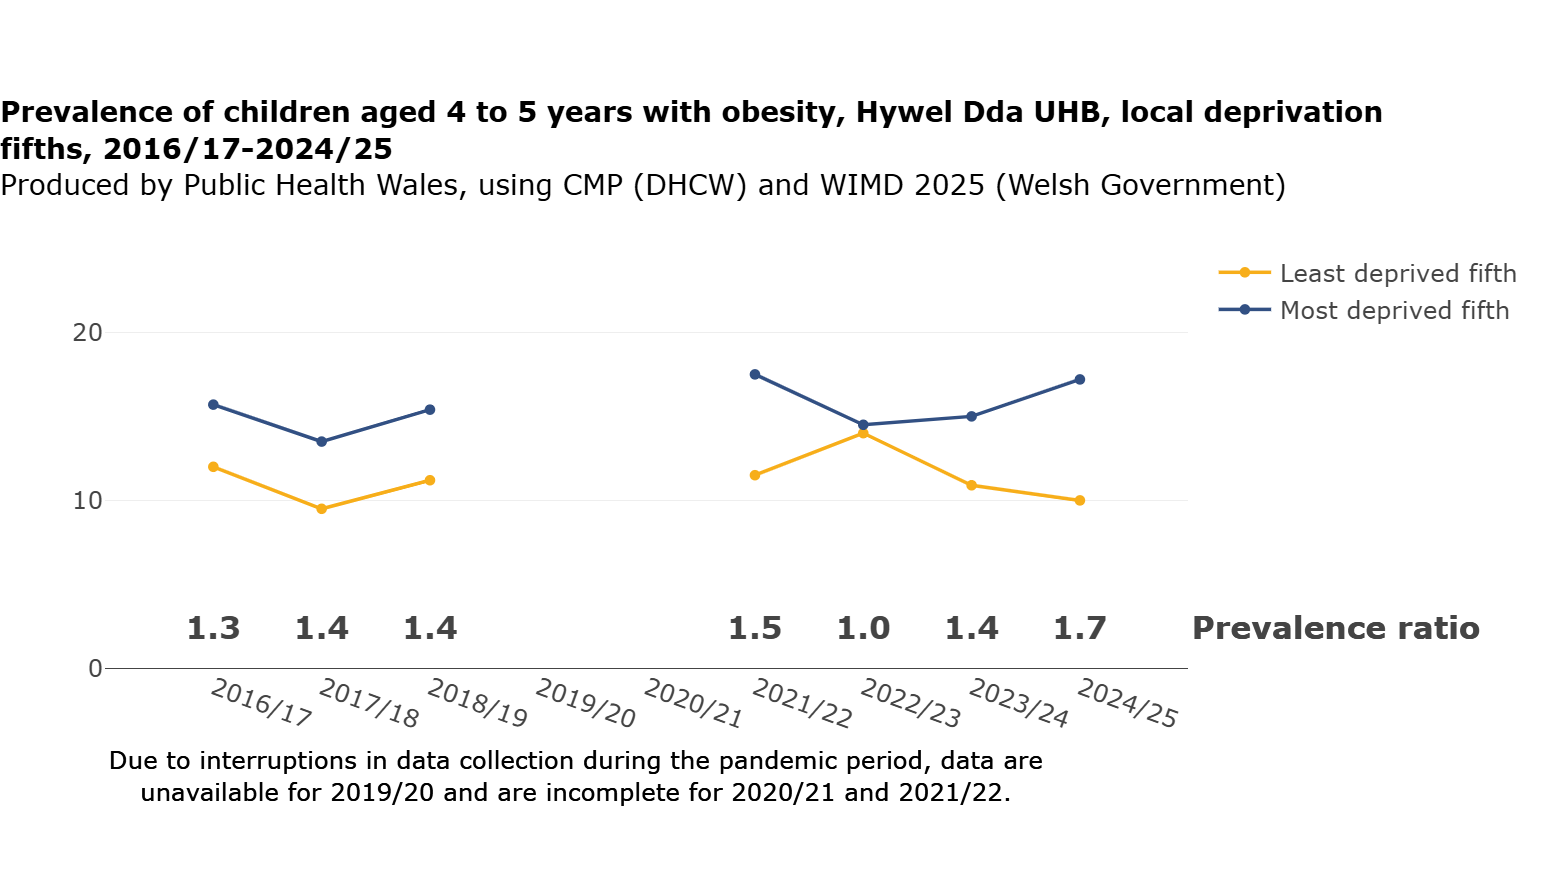 Prevalence of children aged 4 to 5 years with obesity, Hywel Dda UHB, local deprivation
fifths, 2016/17-2024/25
Produced by Public Health Wales, using CMP (DHCW) and WIMD 2025 (Welsh Government)
Least deprived fifth
Most deprived fifth
20
10
1.3 1.4 1.4 1.5 1.0 1.4 1.7 Prevalence ratio
0
2016/17 2017/18 2018/19 2019/20 2020/21 2021/22 2022/23 2023/24 2024/25
Due to interruptions in data collection during the pandemic period, data are
unavailable for 2019/20 and are incomplete for 2020/21 and 2021/22.